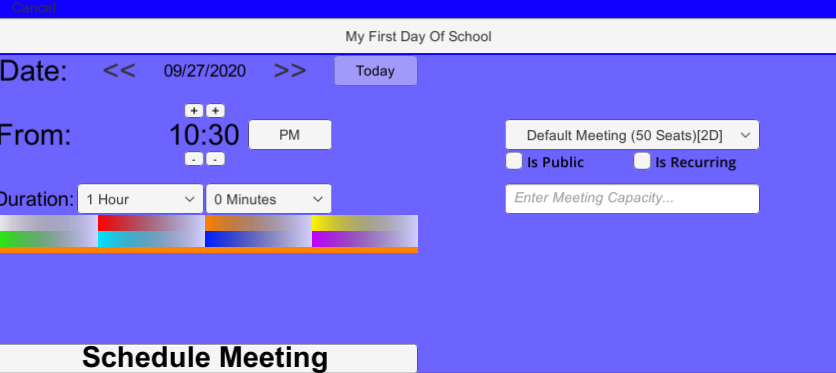 Cancel
My First Day Of School
Date: << 09/27/2020 >> Today
+ +
From: 10:30 PM
- -
Default Meeting (50 Seats)[2D]
Is Public Is Recurring
Duration: 1 Hour 0 Minutes
Enter Meeting Capacity...
Schedule Meeting